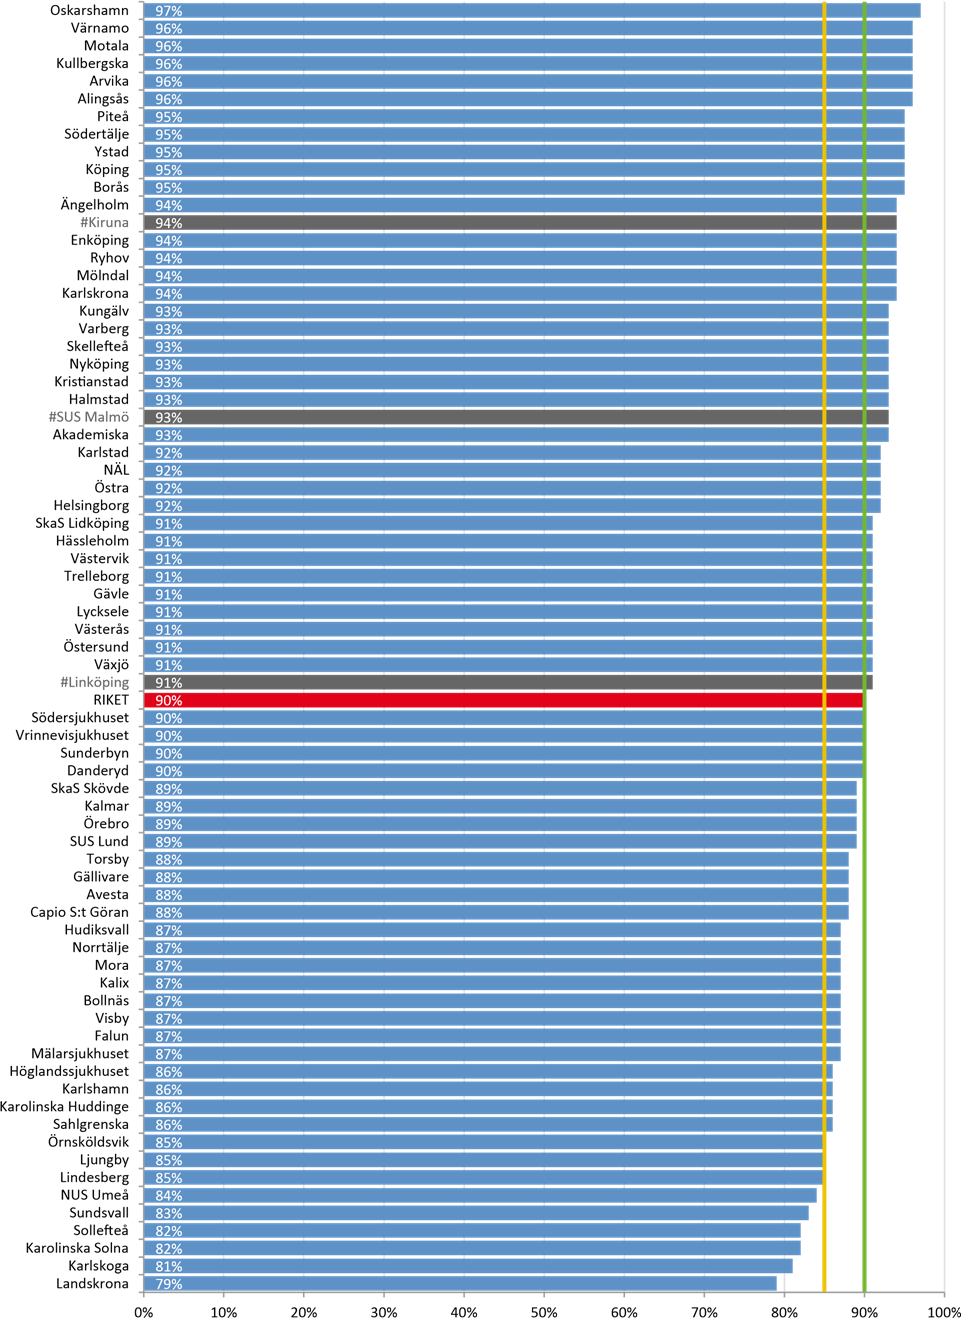 Oskarshamn 97%
Värnamo 96%
Motala 96%
Kullbergska 96%
Arvika 96%
Alingsås 96%
Piteå 95%
Södertälje 95%
Ystad 95%
Köping 95%
Borås 95%
Ängelholm 94%
#Kiruna 94%
Enköping 94%
Ryhov 94%
Mölndal 94%
Karlskrona 94%
Kungälv 93%
Varberg 93%
Skellefteå 93%
Nyköping 93%
Kristianstad 93%
Halmstad 93%
#SUS Malmö 93%
Akademiska 93%
Karlstad 92%
NÄL 92%
Östra 92%
Helsingborg 92%
SkaS Lidköping 91%
Hässleholm 91%
Västervik 91%
Trelleborg 91%
Gävle 91%
Lycksele 91%
Västerås 91%
Östersund 91%
Växjö 91%
#Linköping 91%
RIKET 90%
Södersjukhuset 90%
Vrinnevisjukhuset 90%
Sunderbyn 90%
Danderyd 90%
SkaS Skövde 89%
Kalmar 89%
Örebro 89%
SUS Lund 89%
Torsby 88%
Gällivare 88%
Avesta 88%
Capio S:t Göran 88%
Hudiksvall 87%
Norrtälje 87%
Mora 87%
Kalix 87%
Bollnäs 87%
Visby 87%
Falun 87%
Mälarsjukhuset 87%
Höglandssjukhuset 86%
Karlshamn 86%
Karolinska Huddinge 86%
Sahlgrenska 86%
Örnsköldsvik 85%
Ljungby 85%
Lindesberg 85%
NUS Umeå 84%
Sundsvall 83%
Sollefteå 82%
Karolinska Solna 82%
Karlskoga 81%
Landskrona 79%
0% 10% 20% 30% 40% 50% 60% 70% 80% 90% 100%